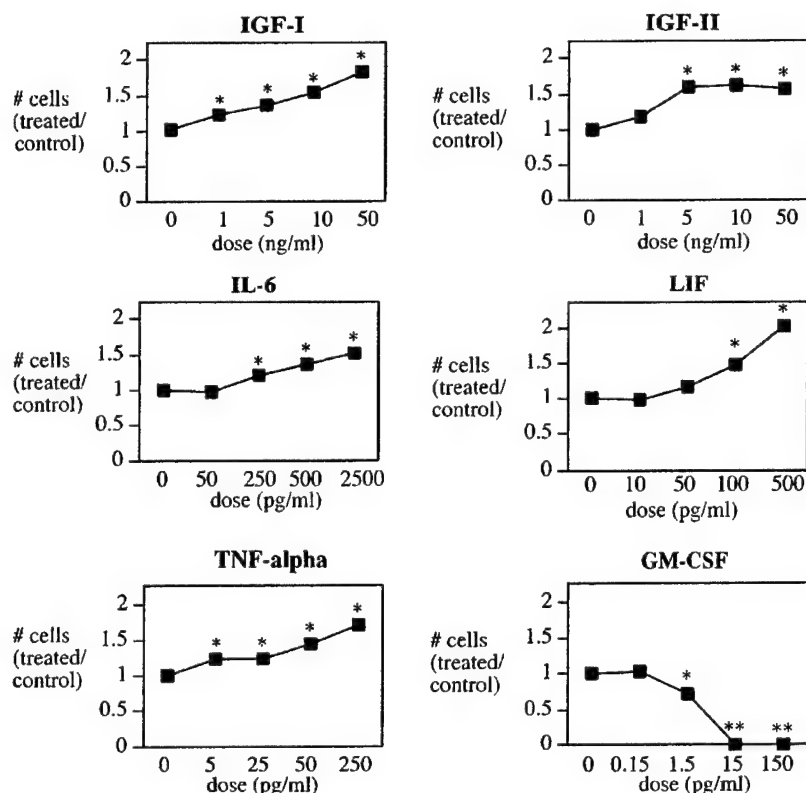 IGF-I
2
1.5
1
0.5
0
# cells
(treated/
control)
* * * *
0 1 5 10 50
dose (ng/ml)
IGF-II
2
1.5
1
0.5
0
# cells
(treated/
control)
* * *
0 1 5 10 50
dose (ng/ml)
IL-6
2
1.5
1
0.5
0
# cells
(treated/
control)
* * *
0 50 250 500 2500
dose (pg/ml)
LIF
2
1.5
1
0.5
0
# cells
(treated/
control)
* *
0 10 50 100 500
dose (pg/ml)
TNF-alpha
2
1.5
1
0.5
0
# cells
(treated/
control)
* * * *
0 5 25 50 250
dose (pg/ml)
GM-CSF
2
1.5
1
0.5
0
# cells
(treated/
control)
* ** **
0 0.15 1.5 15 150
dose (pg/ml)